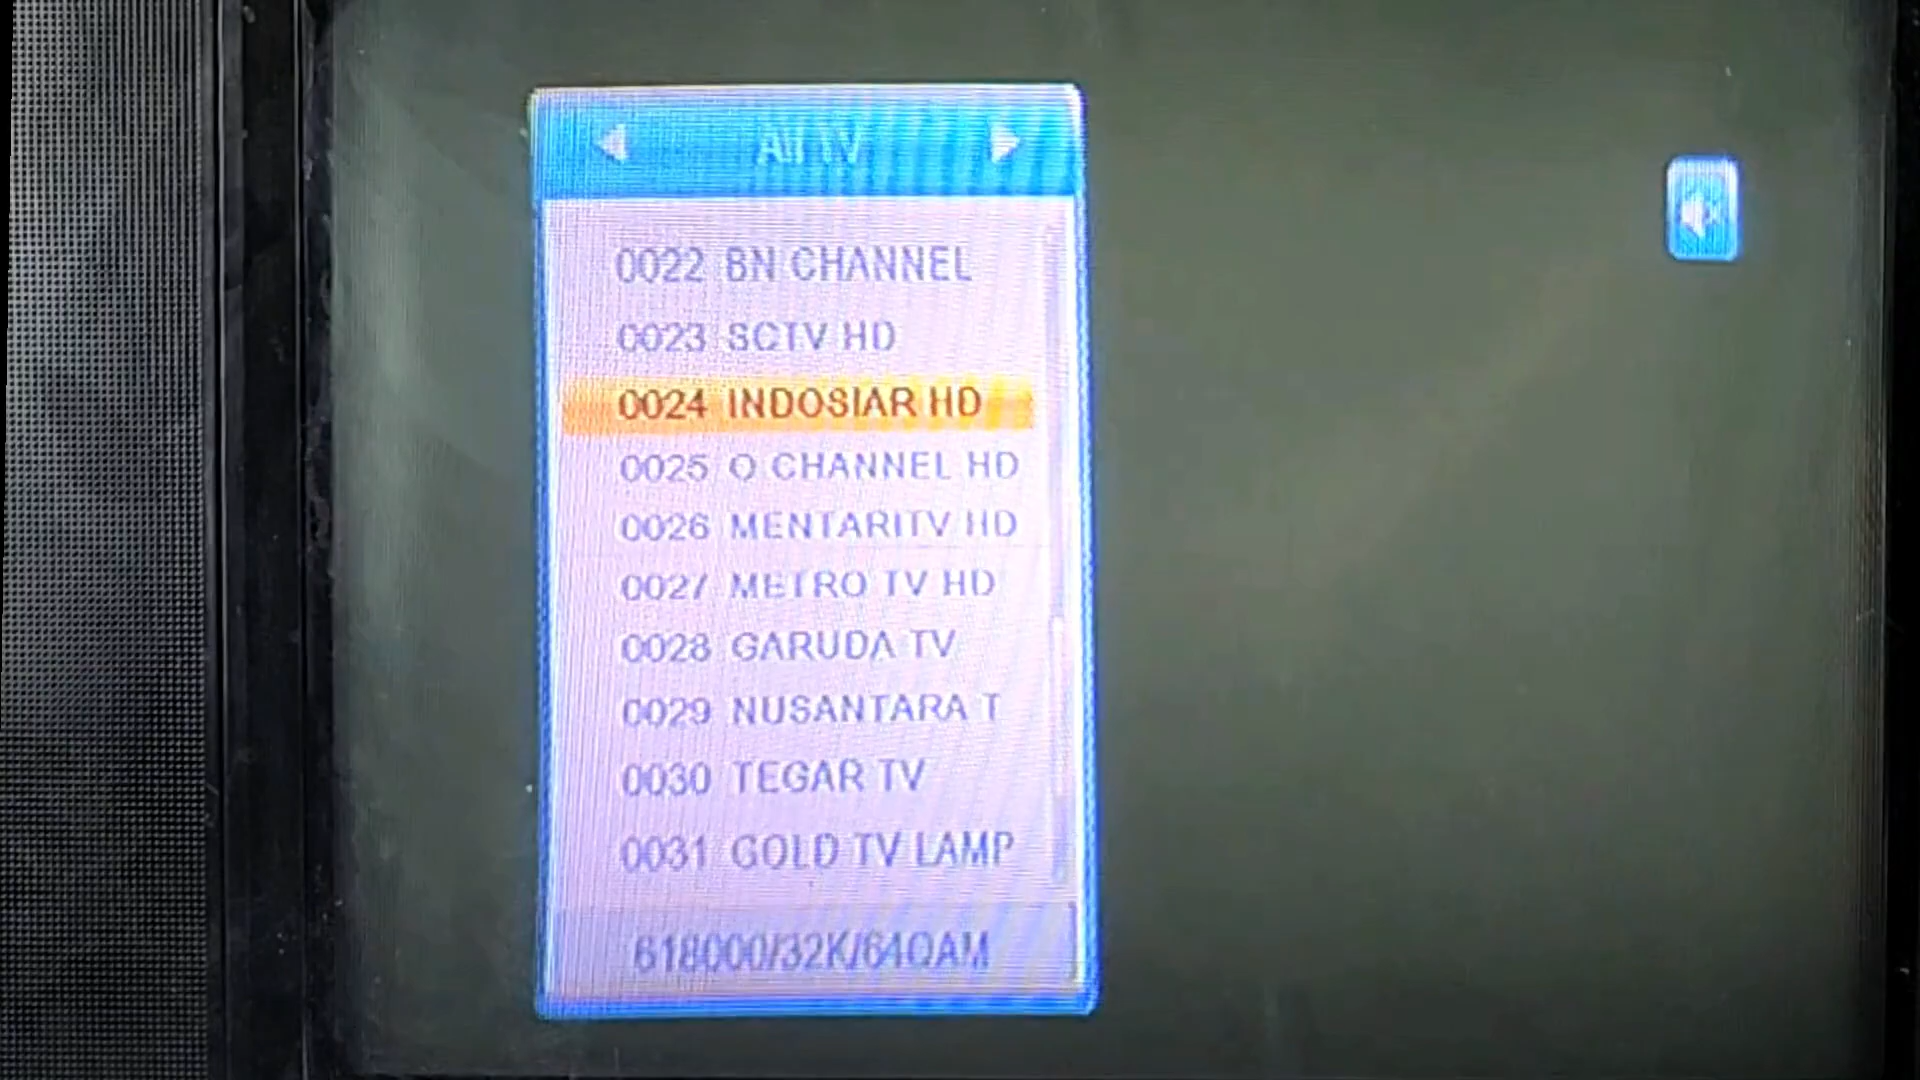 All TV
0022 BN CHANNEL
0023 SCTV HD
0024 INDOSIAR HD
0025 O CHANNEL HD
0026 MENTARITV HD
0027 METRO TV HD
0028 GARUDA TV
0029 NUSANTARA T
0030 TEGAR TV
0031 GOLD TV LAMP
618000/32K/64QAM